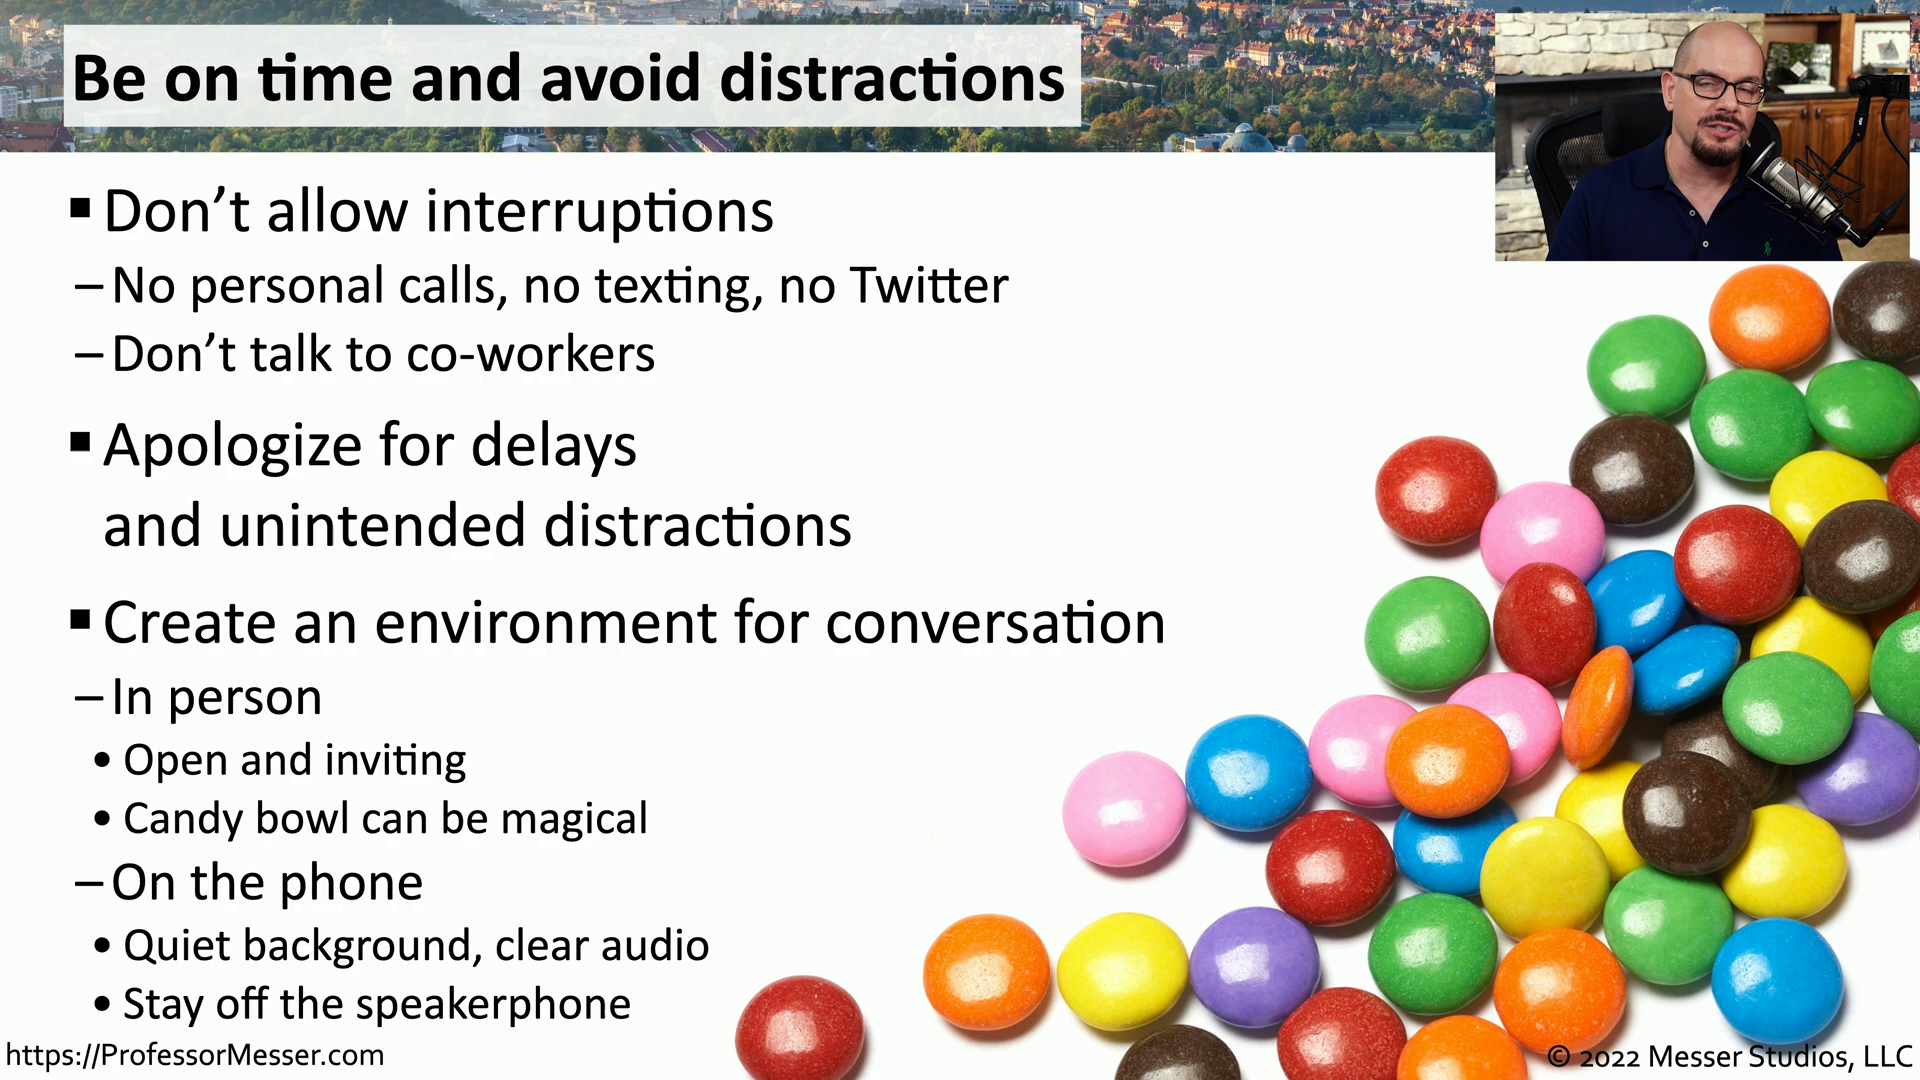 Be on time and avoid distractions
▪ Don’t allow interruptions
– No personal calls, no texting, no Twitter
– Don’t talk to co-workers
▪ Apologize for delays
and unintended distractions
▪ Create an environment for conversation
– In person
• Open and inviting
• Candy bowl can be magical
– On the phone
• Quiet background, clear audio
• Stay off the speakerphone
https://ProfessorMesser.com
© 2022 Messer Studios, LLC